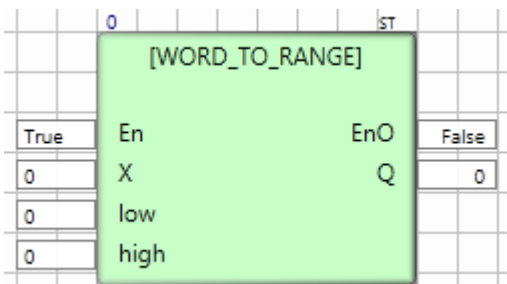 0 ST
[WORD_TO_RANGE]
True En EnO False
0 X Q 0
0 low
0 high